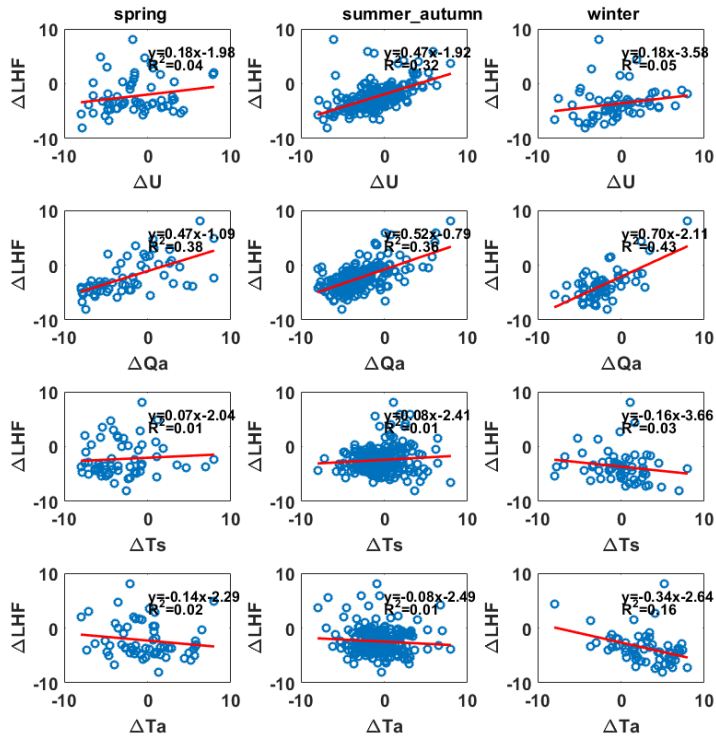 spring summer_autumn winter
10 10 10
y=0.18x-1.98 y=0.47x-1.92 y=0.18x-3.58
R²=0.04 R²=0.32 R²=0.05
ΔLHF ΔLHF ΔLHF
0 0 0
-10 -10 -10
-10 0 10 -10 0 10 -10 0 10
ΔU ΔU ΔU
10 10 10
y=0.47x-1.09 y=0.52x-0.79 y=0.70x-2.11
R²=0.38 R²=0.36 R²=0.43
ΔLHF ΔLHF ΔLHF
0 0 0
-10 -10 -10
-10 0 10 -10 0 10 -10 0 10
ΔQa ΔQa ΔQa
10 10 10
y=0.07x-2.04 y=0.08x-2.41 y=-0.16x-3.66
R²=0.01 R²=0.01 R²=0.03
ΔLHF ΔLHF ΔLHF
0 0 0
-10 -10 -10
-10 0 10 -10 0 10 -10 0 10
ΔTs ΔTs ΔTs
10 10 10
y=-0.14x-2.29 y=-0.08x-2.49 y=-0.34x-2.64
R²=0.02 R²=0.01 R²=0.16
ΔLHF ΔLHF ΔLHF
0 0 0
-10 -10 -10
-10 0 10 -10 0 10 -10 0 10
ΔTa ΔTa ΔTa